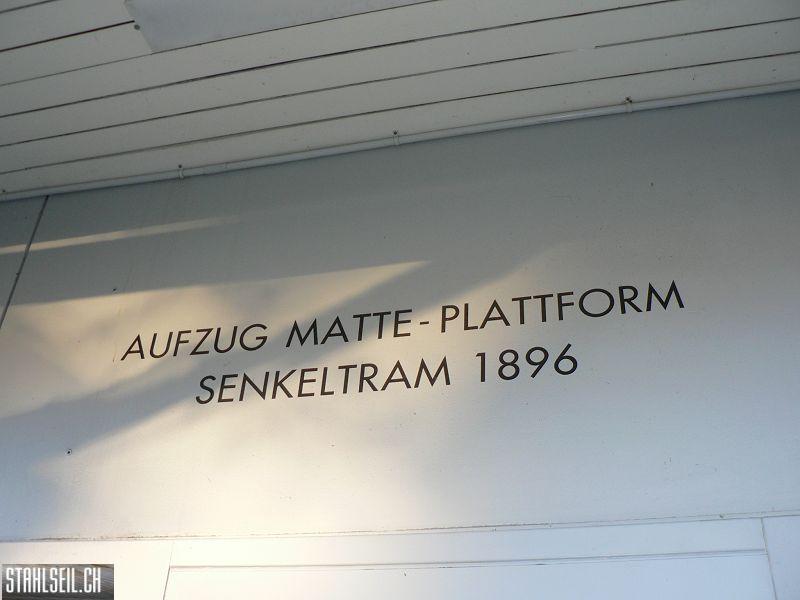 AUFZUG MATTE-PLATTFORM
SENKELTRAM 1896
STAHLSEIL.CH